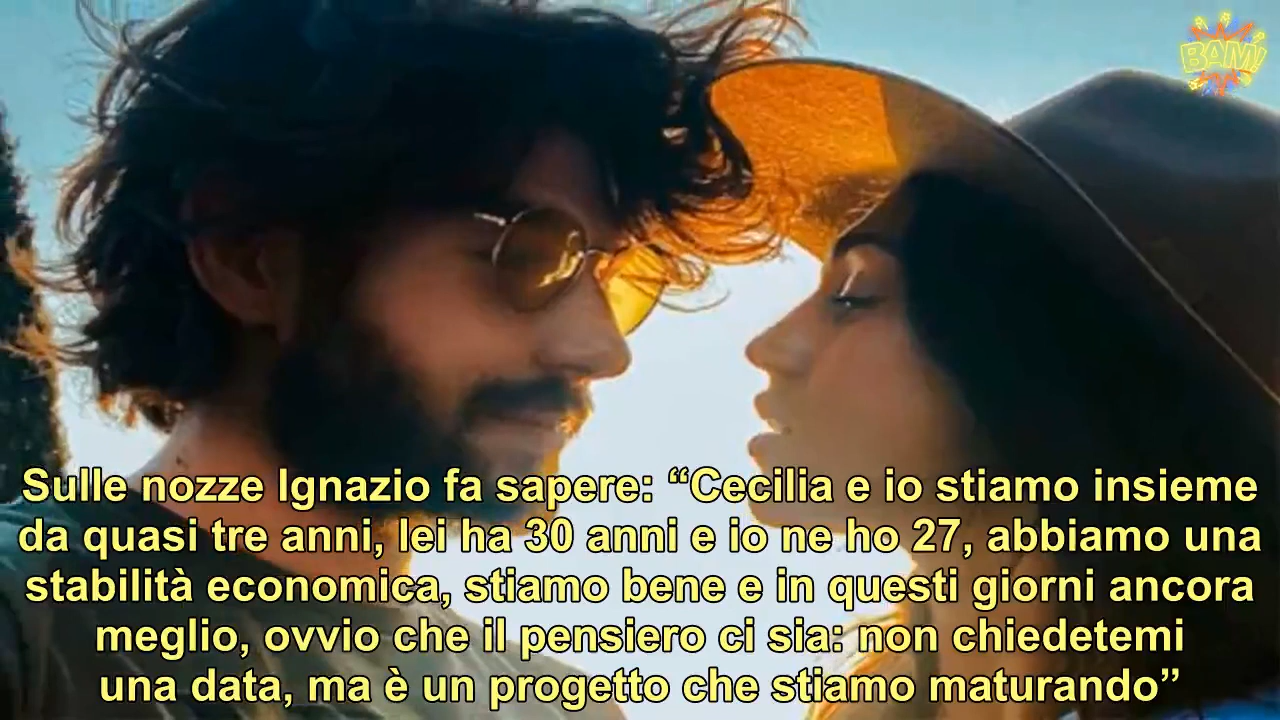 BAM!
Sulle nozze Ignazio fa sapere: “Cecilia e io stiamo insieme
da quasi tre anni, lei ha 30 anni e io ne ho 27, abbiamo una
stabilità economica, stiamo bene e in questi giorni ancora
meglio, ovvio che il pensiero ci sia: non chiedetemi
una data, ma è un progetto che stiamo maturando”